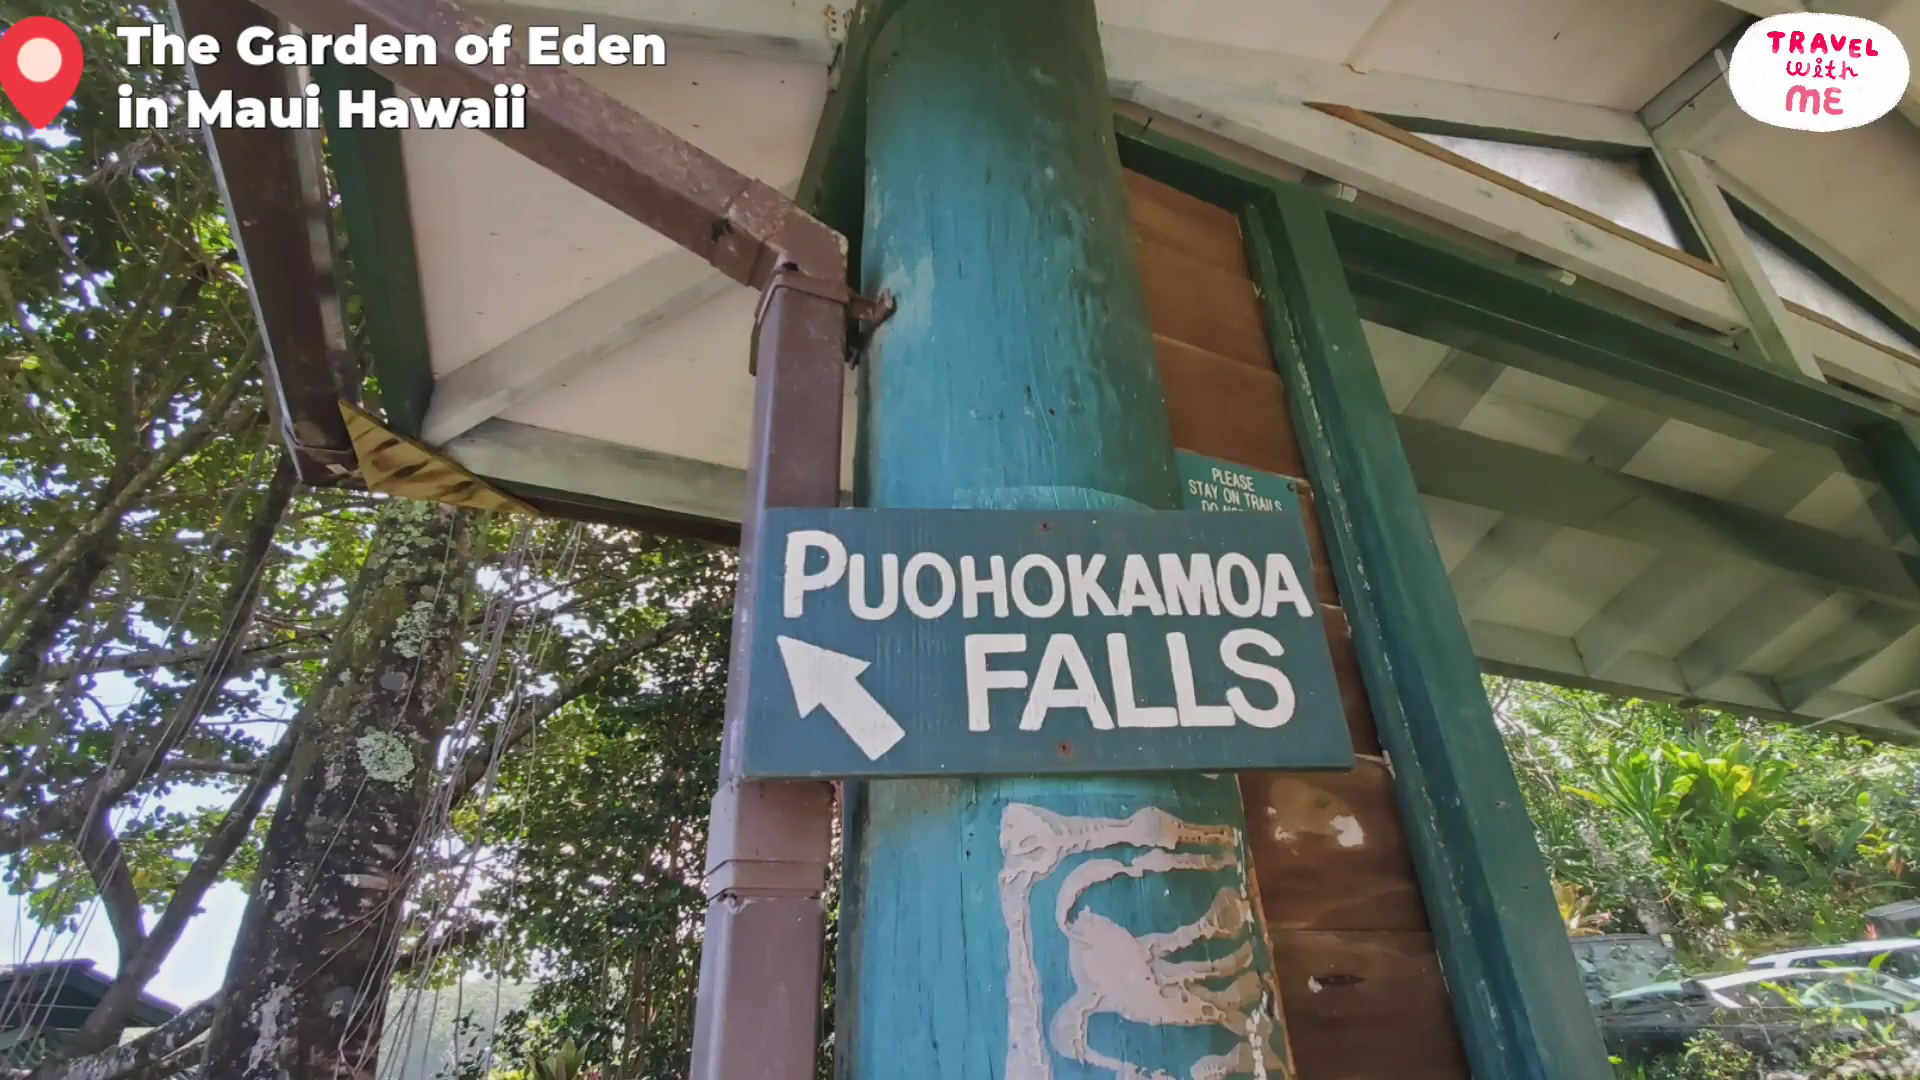 The Garden of Eden
in Maui Hawaii
TRAVEL
with
ME
PLEASE
STAY ON TRAILS
PUOHOKAMOA
FALLS